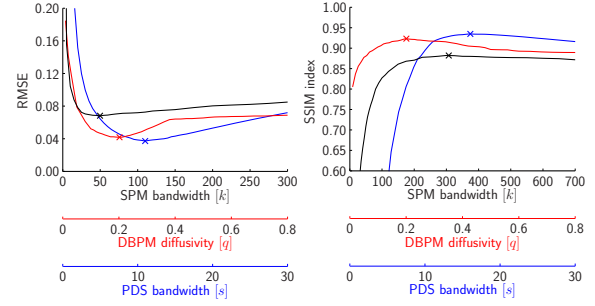 RMSE
0.20
0.16
0.12
0.08
0.04
0.00
0 50 100 150 200 250 300
SPM bandwidth [k]
0 0.2 0.4 0.6 0.8
DBPM diffusivity [q]
0 10 20 30
PDS bandwidth [s]
SSIM index
1.00
0.95
0.90
0.85
0.80
0.75
0.70
0.65
0.60
0 100 200 300 400 500 600 700
SPM bandwidth [k]
0 0.2 0.4 0.6 0.8
DBPM diffusivity [q]
0 10 20 30
PDS bandwidth [s]